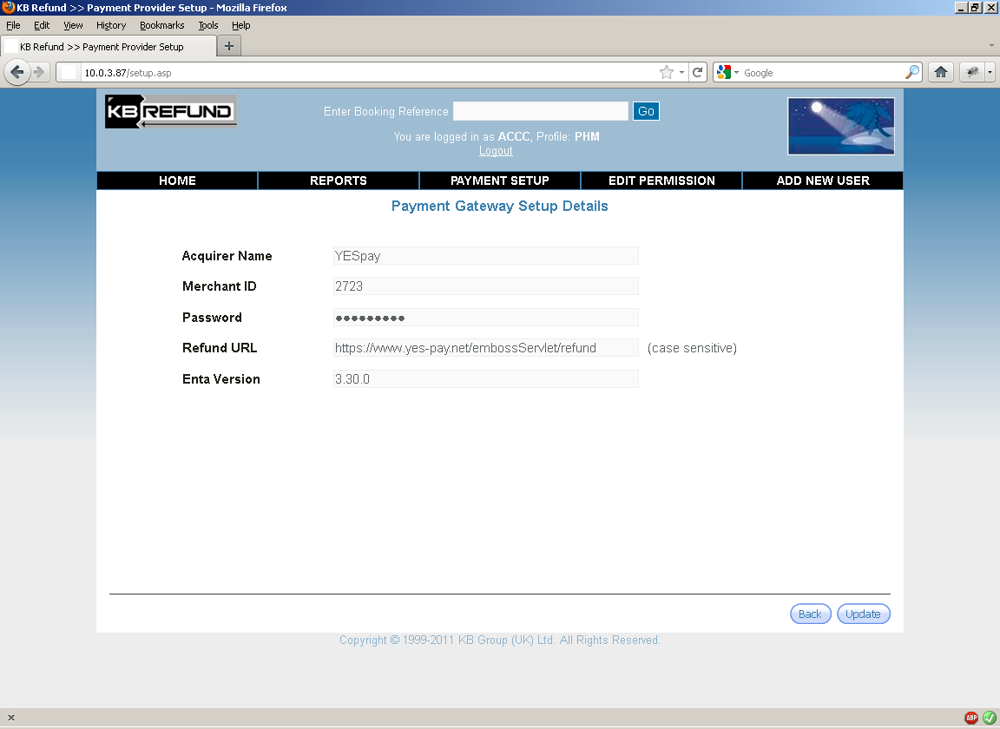 KB Refund >> Payment Provider Setup - Mozilla Firefox
File Edit View History Bookmarks Tools Help
KB Refund >> Payment Provider Setup
10.0.3.87/setup.asp Google
KB REFUND
Enter Booking Reference Go
You are logged in as ACCC, Profile: PHM
Logout
HOME REPORTS PAYMENT SETUP EDIT PERMISSION ADD NEW USER
Payment Gateway Setup Details
Acquirer Name YESpay
Merchant ID 2723
Password ●●●●●●●●●
Refund URL https://www.yes-pay.net/embossServlet/refund (case sensitive)
Enta Version 3.30.0
Back Update
Copyright © 1999-2011 KB Group (UK) Ltd. All Rights Reserved.
ABP